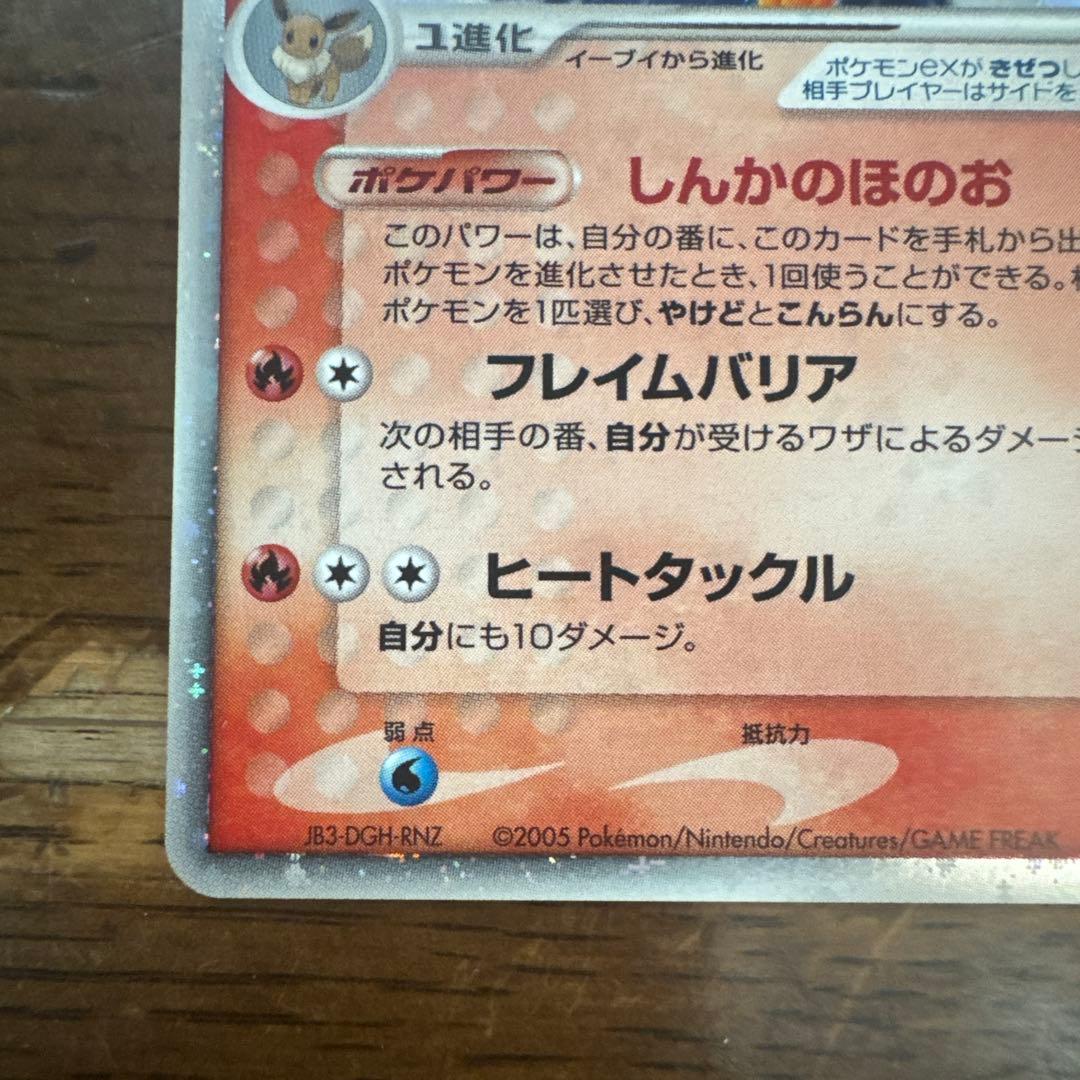 1進化
イーブイから進化
ポケモンexが きぜつし
相手プレイヤーはサイドを
ポケパワー しんかのほのお
このパワーは、自分の番に、このカードを手札から出
ポケモンを進化させたとき、1回使うことができる。
ポケモンを1匹選び、やけどとこんらんにする。
フレイムバリア
次の相手の番、自分が受けるワザによるダメー
される。
ヒートタックル
自分にも10ダメージ。
弱点 抵抗力
JB3-DGH-RNZ ©2005 Pokémon/Nintendo/Creatures/GAME FREAK